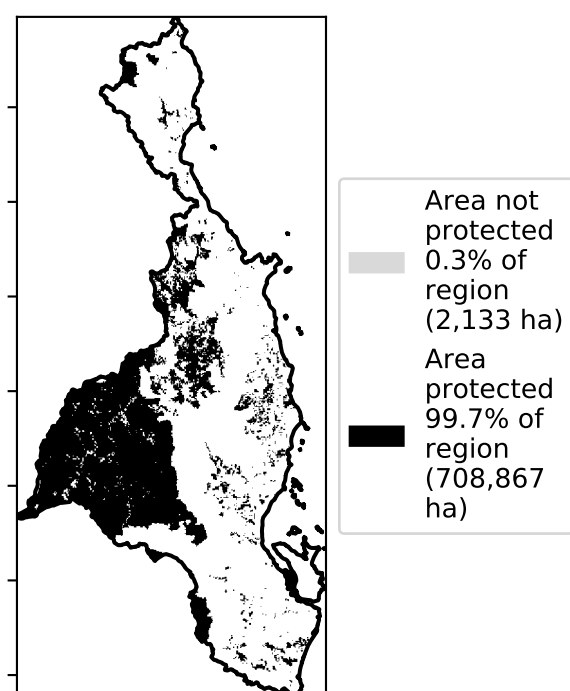 Area not
protected
0.3% of
region
(2,133 ha)
Area
protected
99.7% of
region
(708,867
ha)